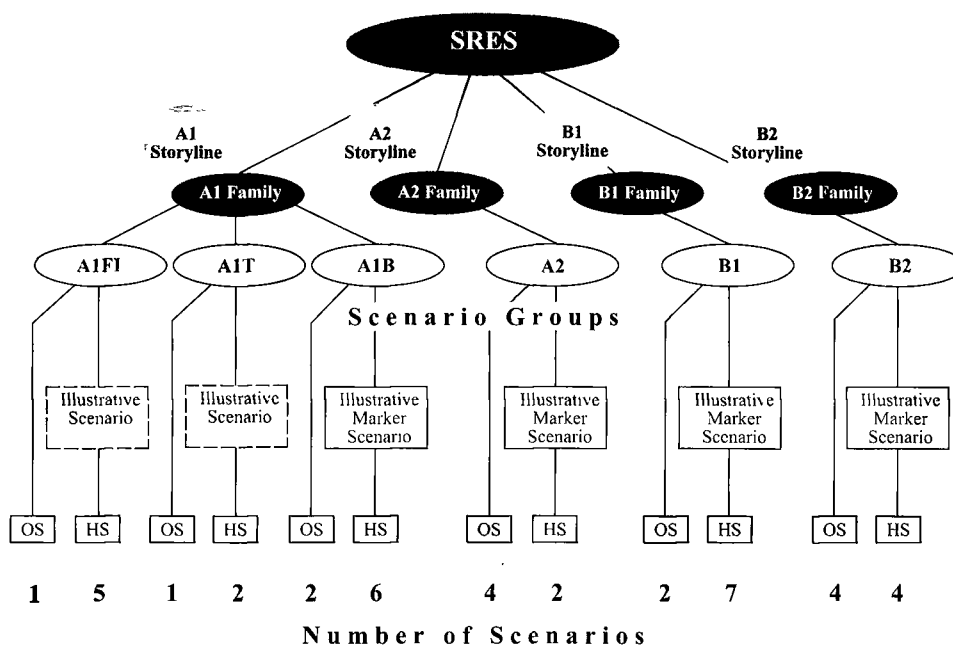 SRES
A1
Storyline
A2
Storyline
B1
Storyline
B2
Storyline
A1 Family
A2 Family
B1 Family
B2 Family
A1FI
A1T
A1B
A2
B1
B2
Scenario Groups
Illustrative
Scenario
Illustrative
Scenario
Illustrative
Marker
Scenario
Illustrative
Marker
Scenario
Illustrative
Marker
Scenario
Illustrative
Marker
Scenario
OS HS OS HS OS HS OS HS OS HS OS HS
1 5 1 2 2 6 4 2 2 7 4 4
Number of Scenarios